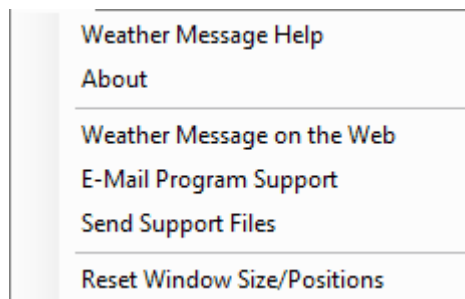 Weather Message Help
About
Weather Message on the Web
E-Mail Program Support
Send Support Files
Reset Window Size/Positions